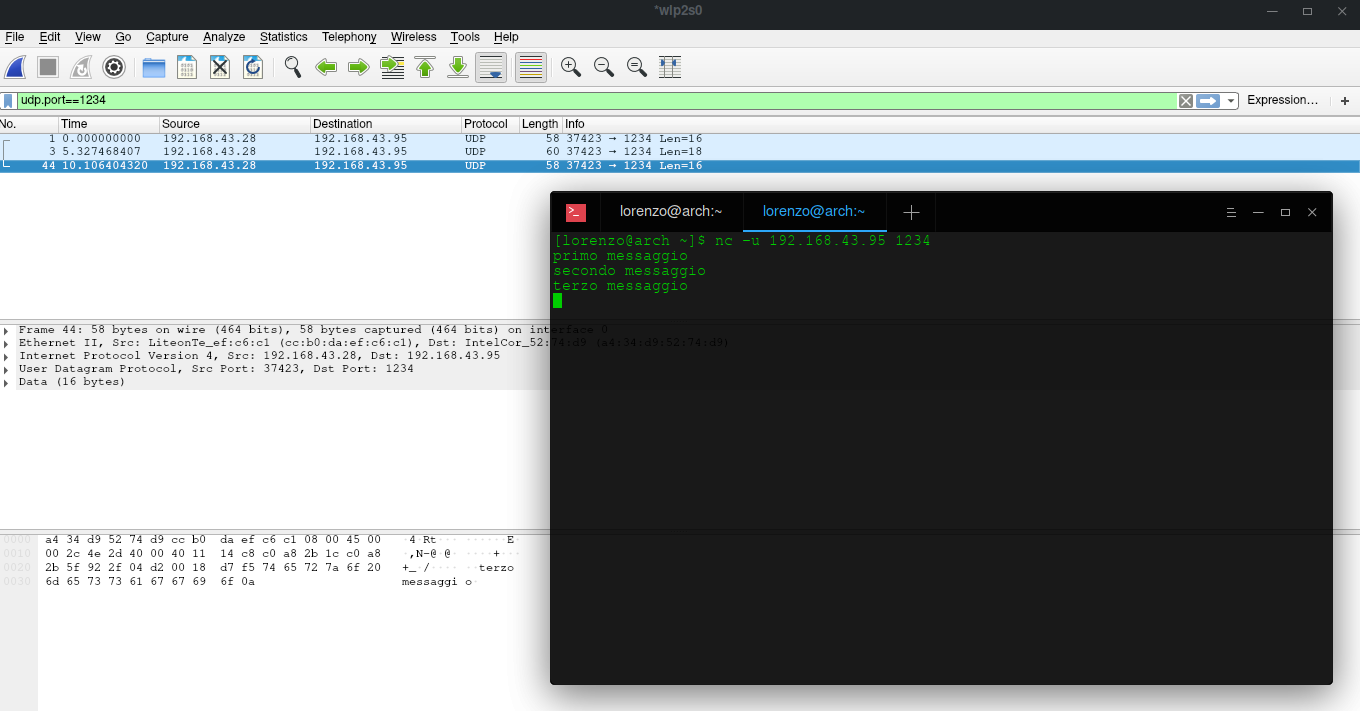 *wlp2s0
File Edit View Go Capture Analyze Statistics Telephony Wireless Tools Help
udp.port==1234 Expression… +
No. Time Source Destination Protocol Length Info
1 0.000000000 192.168.43.28 192.168.43.95 UDP 58 37423 → 1234 Len=16
3 5.327468407 192.168.43.28 192.168.43.95 UDP 60 37423 → 1234 Len=18
44 10.106404320 192.168.43.28 192.168.43.95 UDP 58 37423 → 1234 Len=16
lorenzo@arch:~ lorenzo@arch:~
[lorenzo@arch ~]$ nc -u 192.168.43.95 1234
primo messaggio
secondo messaggio
terzo messaggio
Frame 44: 58 bytes on wire (464 bits), 58 bytes captured (464 bits) on interface 0
Ethernet II, Src: LiteonTe_ef:c6:c1 (cc:b0:da:ef:c6:c1), Dst: IntelCor_52:74:d9 (a4:34:d9:52:74:d9)
Internet Protocol Version 4, Src: 192.168.43.28, Dst: 192.168.43.95
User Datagram Protocol, Src Port: 37423, Dst Port: 1234
Data (16 bytes)
0000 a4 34 d9 52 74 d9 cc b0 da ef c6 c1 08 00 45 00 ·4·Rt··· ······E·
0010 00 2c 4e 2d 40 00 40 11 14 c8 c0 a8 2b 1c c0 a8 ·,N-@·@· ····+···
0020 2b 5f 92 2f 04 d2 00 18 d7 f5 74 65 72 7a 6f 20 +_·/···· ··terzo
0030 6d 65 73 73 61 67 67 69 6f 0a messaggi o·